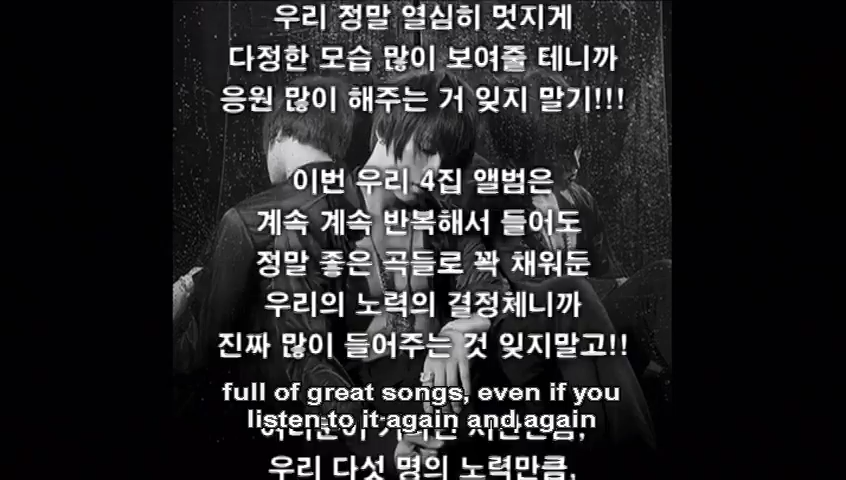 우리 정말 열심히 멋지게
다정한 모습 많이 보여줄 테니까
응원 많이 해주는 거 잊지 말기!!!
이번 우리 4집 앨범은
계속 계속 반복해서 들어도
정말 좋은 곡들로 꽉 채워둔
우리의 노력의 결정체니까
진짜 많이 들어주는 것 잊지말고!!
full of great songs, even if you
listen to it again and again
우리 다섯 명의 노력만큼,